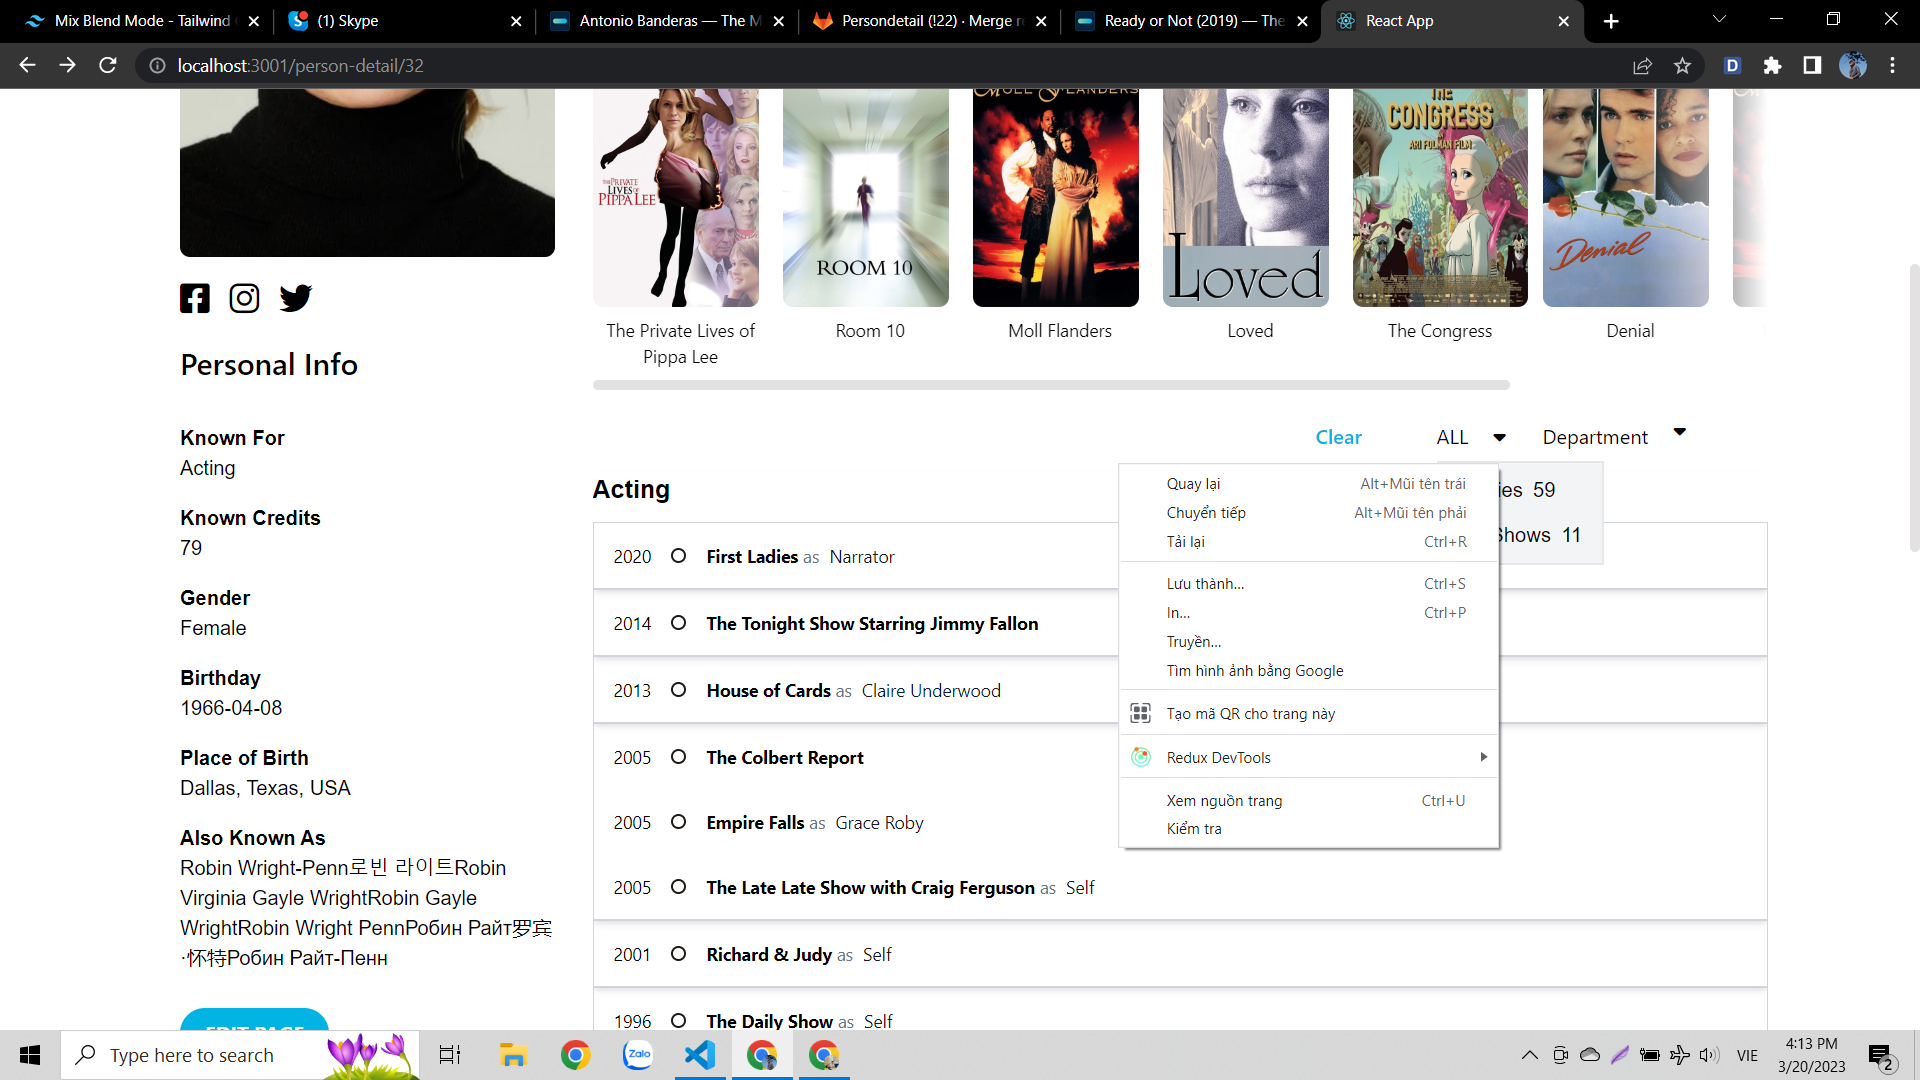 Mix Blend Mode - Tailwind
(1) Skype
Antonio Banderas — The M
Persondetail (!22) · Merge re
Ready or Not (2019) — The
React App
localhost:3001/person-detail/32
D
THE PRIVATE
LIVES OF
PIPPA LEE
ROOM 10
MOLL FLANDERS
Loved
THE
CONGRESS
ARI FOLMAN FILM
Denial
The Private Lives of
Pippa Lee
Room 10
Moll Flanders
Loved
The Congress
Denial
Personal Info
Known For
Acting
Known Credits
79
Gender
Female
Birthday
1966-04-08
Place of Birth
Dallas, Texas, USA
Also Known As
Robin Wright-Penn로빈 라이트Robin
Virginia Gayle WrightRobin Gayle
WrightRobin Wright PennРобин Райт罗宾
·怀特Робин Райт-Пенн
EDIT PAGE
Clear
ALL
Department
ies 59
Shows 11
Acting
2020 First Ladies as Narrator
2014 The Tonight Show Starring Jimmy Fallon
2013 House of Cards as Claire Underwood
2005 The Colbert Report
2005 Empire Falls as Grace Roby
2005 The Late Late Show with Craig Ferguson as Self
2001 Richard & Judy as Self
1996 The Daily Show as Self
Quay lại Alt+Mũi tên trái
Chuyển tiếp Alt+Mũi tên phải
Tải lại Ctrl+R
Lưu thành... Ctrl+S
In... Ctrl+P
Truyền...
Tìm hình ảnh bằng Google
Tạo mã QR cho trang này
Redux DevTools
Xem nguồn trang Ctrl+U
Kiểm tra
Type here to search
Zalo
VIE
4:13 PM
3/20/2023
2